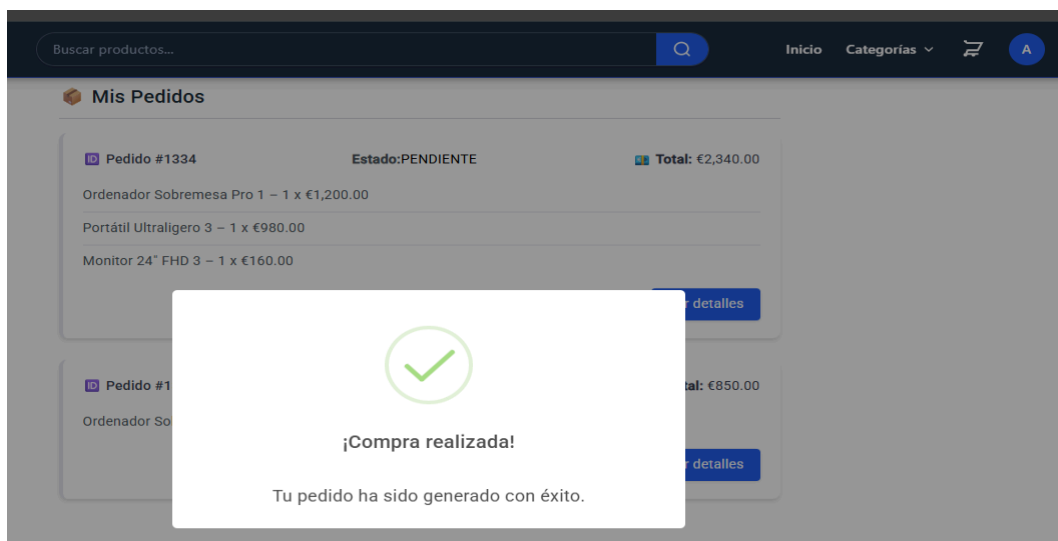 Buscar productos...
Inicio Categorías A
Mis Pedidos
ID Pedido #1334 Estado:PENDIENTE Total: €2,340.00
Ordenador Sobremesa Pro 1 – 1 x €1,200.00
Portátil Ultraligero 3 – 1 x €980.00
Monitor 24" FHD 3 – 1 x €160.00
detalles
ID Pedido #1 €850.00
Ordenador
detalles
¡Compra realizada!
Tu pedido ha sido generado con éxito.